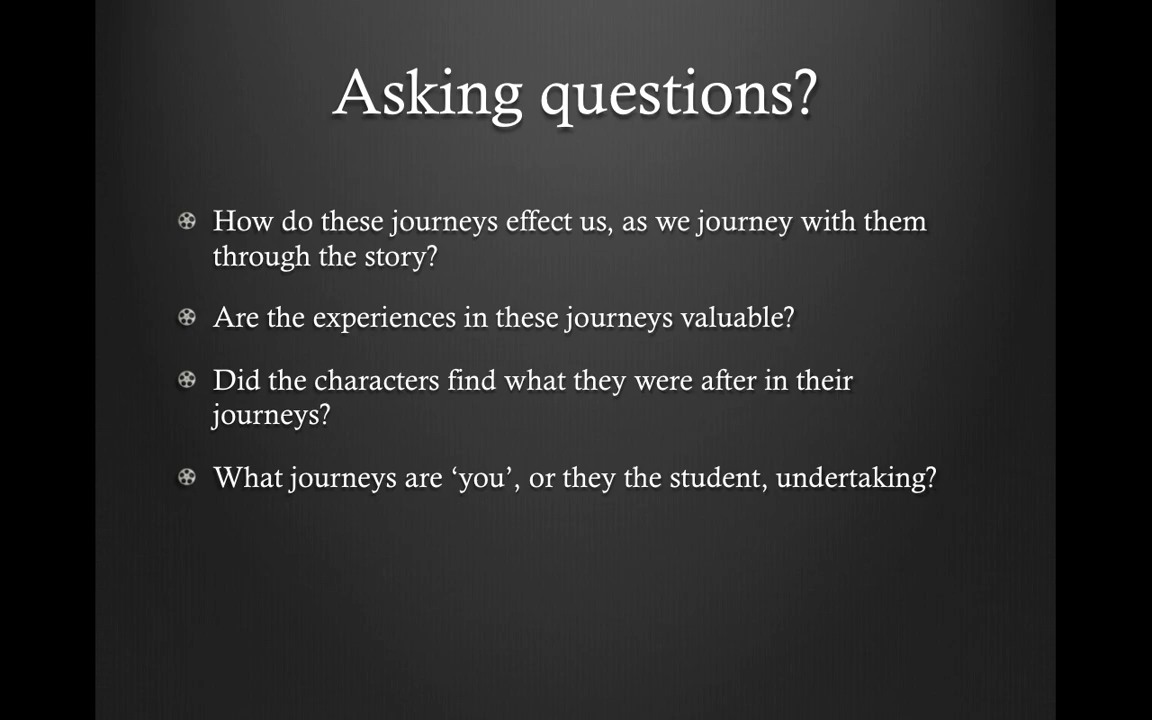 Asking questions?
How do these journeys effect us, as we journey with them
through the story?
Are the experiences in these journeys valuable?
Did the characters find what they were after in their
journeys?
What journeys are ‘you’, or they the student, undertaking?